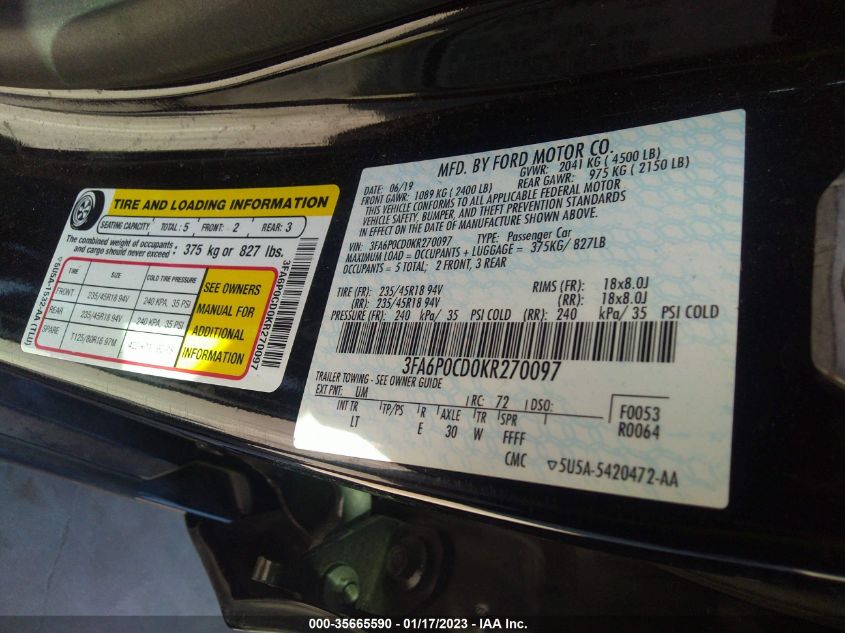 TIRE AND LOADING INFORMATION
SEATING CAPACITY TOTAL: 5 FRONT: 2 REAR: 3
The combined weight of occupants
and cargo should never exceed: 375 kg or 827 lbs.
TIRE SIZE COLD TIRE PRESSURE
FRONT 235/45R18 94V 240 KPA, 35 PSI
REAR 235/45R18 94V 240 KPA, 35 PSI
SPARE T125/80R16 97M
SEE OWNERS
MANUAL FOR
ADDITIONAL
INFORMATION
5U5A-1532-AA (TLU)
3FA6P0CD0KR270097
MFD. BY FORD MOTOR CO.
DATE: 06/19 GVWR: 2041 KG (4500 LB)
FRONT GAWR: 1089 KG (2400 LB) REAR GAWR: 975 KG (2150 LB)
THIS VEHICLE CONFORMS TO ALL APPLICABLE FEDERAL MOTOR
VEHICLE SAFETY, BUMPER, AND THEFT PREVENTION STANDARDS
IN EFFECT ON THE DATE OF MANUFACTURE SHOWN ABOVE.
VIN: 3FA6P0CD0KR270097 TYPE: Passenger Car
MAXIMUM LOAD = OCCUPANTS + LUGGAGE = 375KG/ 827LB
OCCUPANTS = 5 TOTAL; 2 FRONT, 3 REAR
TIRE (FR): 235/45R18 94V RIMS (FR): 18x8.0J
(RR): 235/45R18 94V (RR): 18x8.0J
PRESSURE (FR): 240 kPa/ 35 PSI COLD (RR): 240 kPa/ 35 PSI COLD
3FA6P0CD0KR270097
TRAILER TOWING - SEE OWNER GUIDE
EXT PNT: UM RC: 72 DSO:
INT TR TP/PS R AXLE TR SPR F0053
LT E 30 W FFFF R0064
CMC 5U5A-5420472-AA
000-35665590 - 01/17/2023 - IAA Inc.